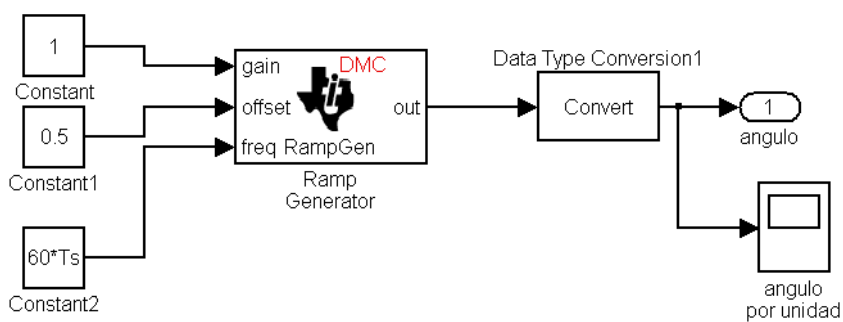 1
Constant
0.5
Constant1
60*Ts
Constant2
gain
DMC
offset
out
freq RampGen
Ramp
Generator
Data Type Conversion1
Convert
1
angulo
angulo
por unidad